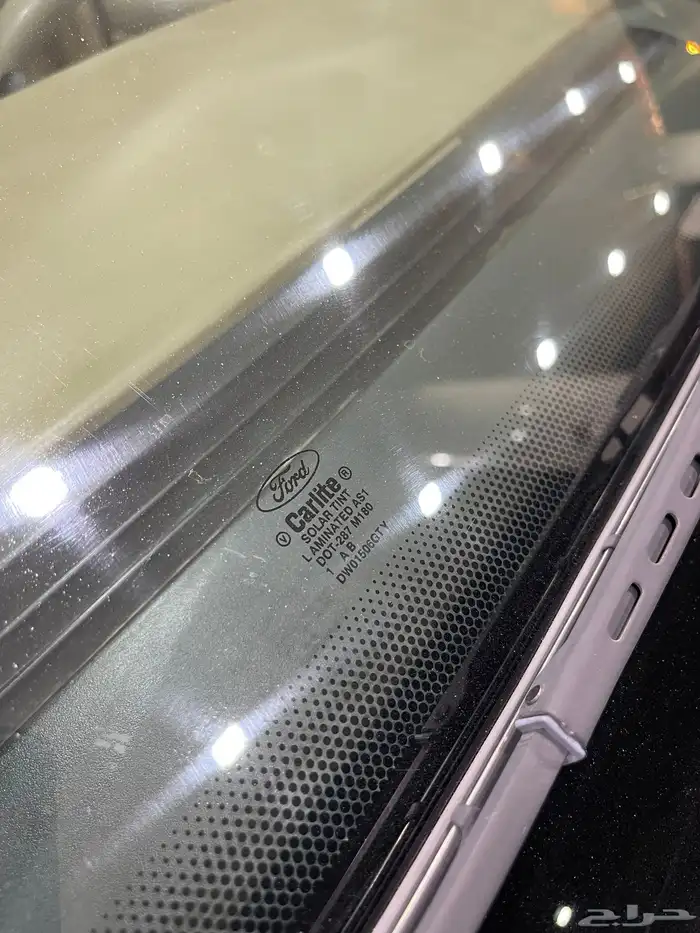 Ford
Carlite®
SOLAR TINT
LAMINATED AS1
DOT-287 M180
1 A B
DW01506GTY
حراج